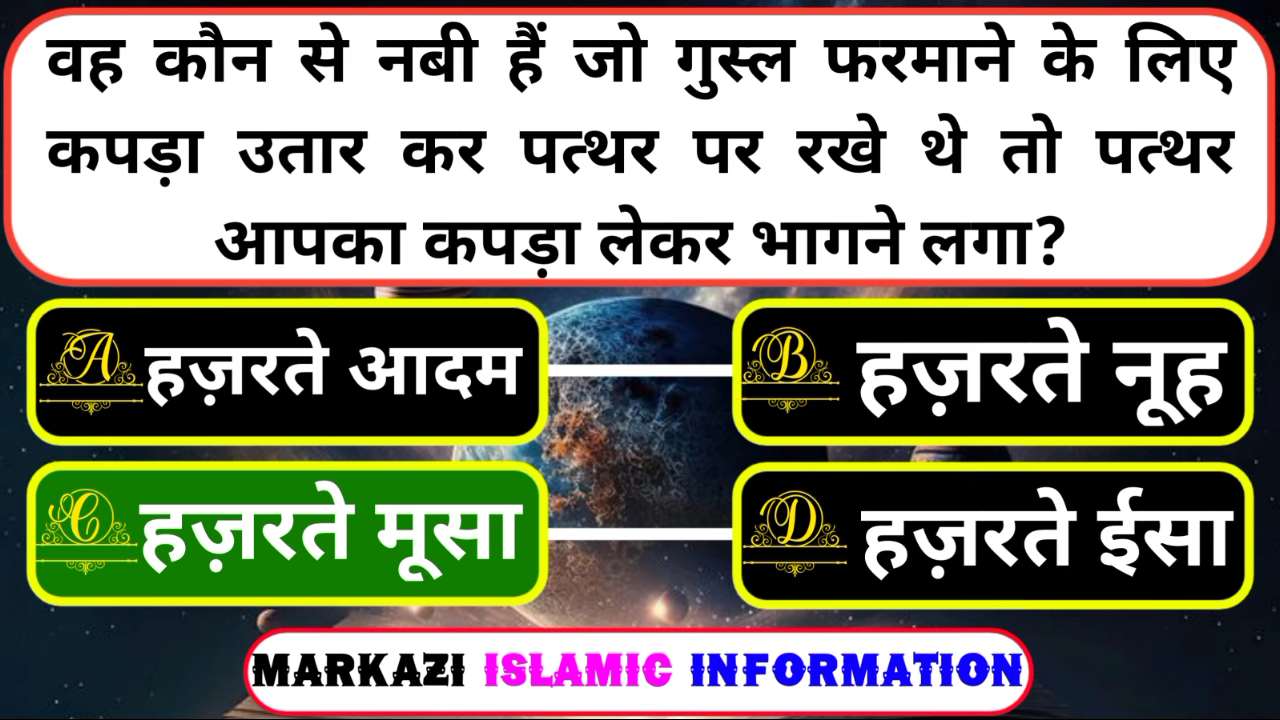 वह कौन से नबी हैं जो गुस्ल फरमाने के लिए
कपड़ा उतार कर पत्थर पर रखे थे तो पत्थर
आपका कपड़ा लेकर भागने लगा?
A हज़रते आदम
B हज़रते नूह
C हज़रते मूसा
D हज़रते ईसा
MARKAZI ISLAMIC INFORMATION